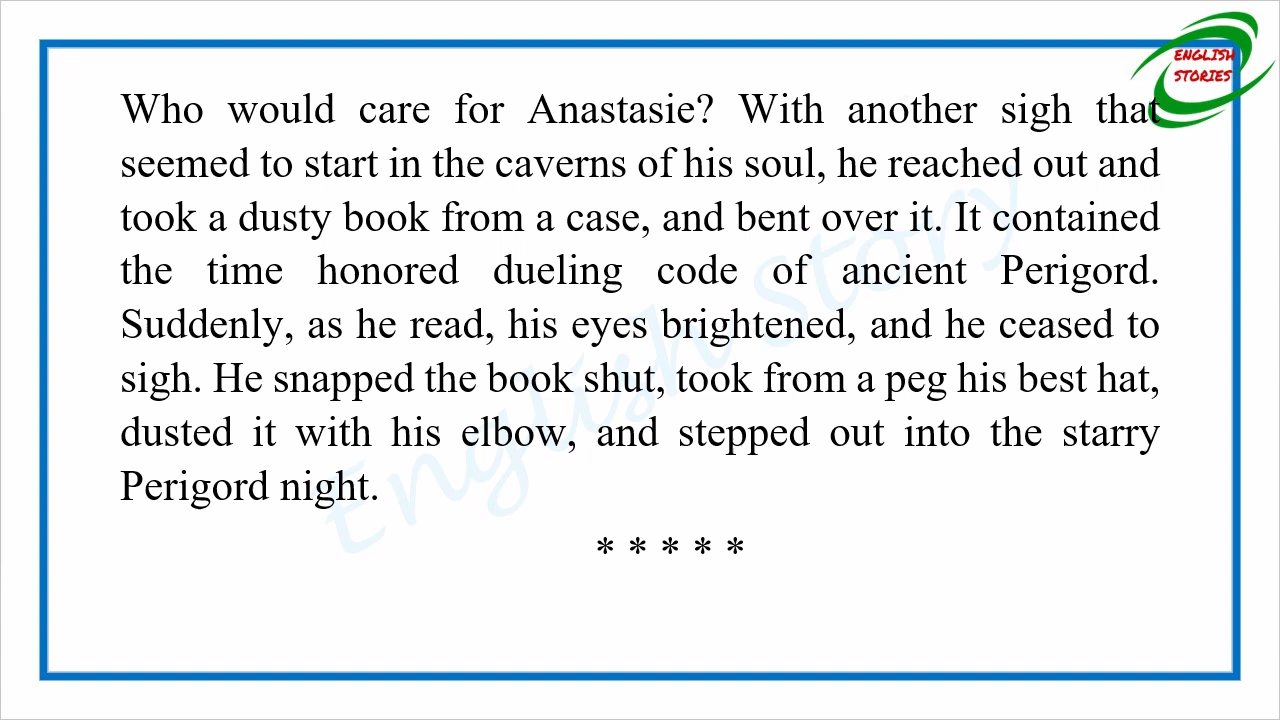 ENGLISH
STORIES
Who would care for Anastasie? With another sigh that
seemed to start in the caverns of his soul, he reached out and
took a dusty book from a case, and bent over it. It contained
the time honored dueling code of ancient Perigord.
Suddenly, as he read, his eyes brightened, and he ceased to
sigh. He snapped the book shut, took from a peg his best hat,
dusted it with his elbow, and stepped out into the starry
Perigord night.
* * * * *
English Story